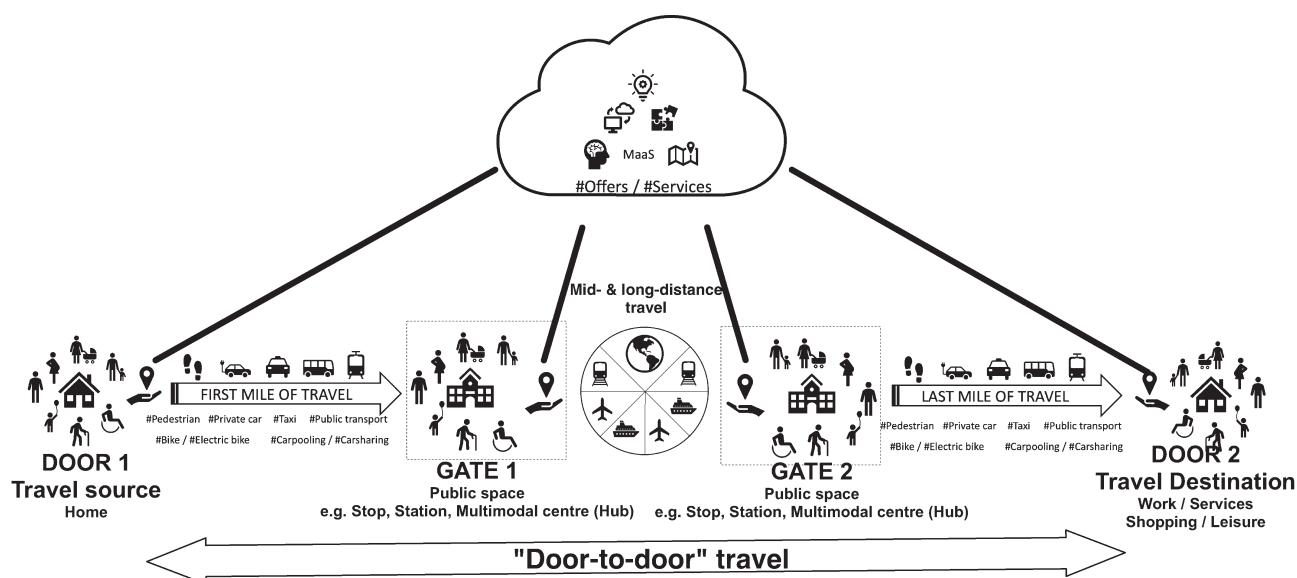 MaaS
#Offers / #Services
Mid- & long-distance
travel
FIRST MILE OF TRAVEL
#Pedestrian #Private car #Taxi #Public transport
#Bike / #Electric bike #Carpooling / #Carsharing
LAST MILE OF TRAVEL
#Pedestrian #Private car #Taxi #Public transport
#Bike / #Electric bike #Carpooling / #Carsharing
DOOR 1
Travel source
Home
GATE 1
Public space
e.g. Stop, Station, Multimodal centre (Hub)
GATE 2
Public space
e.g. Stop, Station, Multimodal centre (Hub)
DOOR 2
Travel Destination
Work / Services
Shopping / Leisure
"Door-to-door" travel